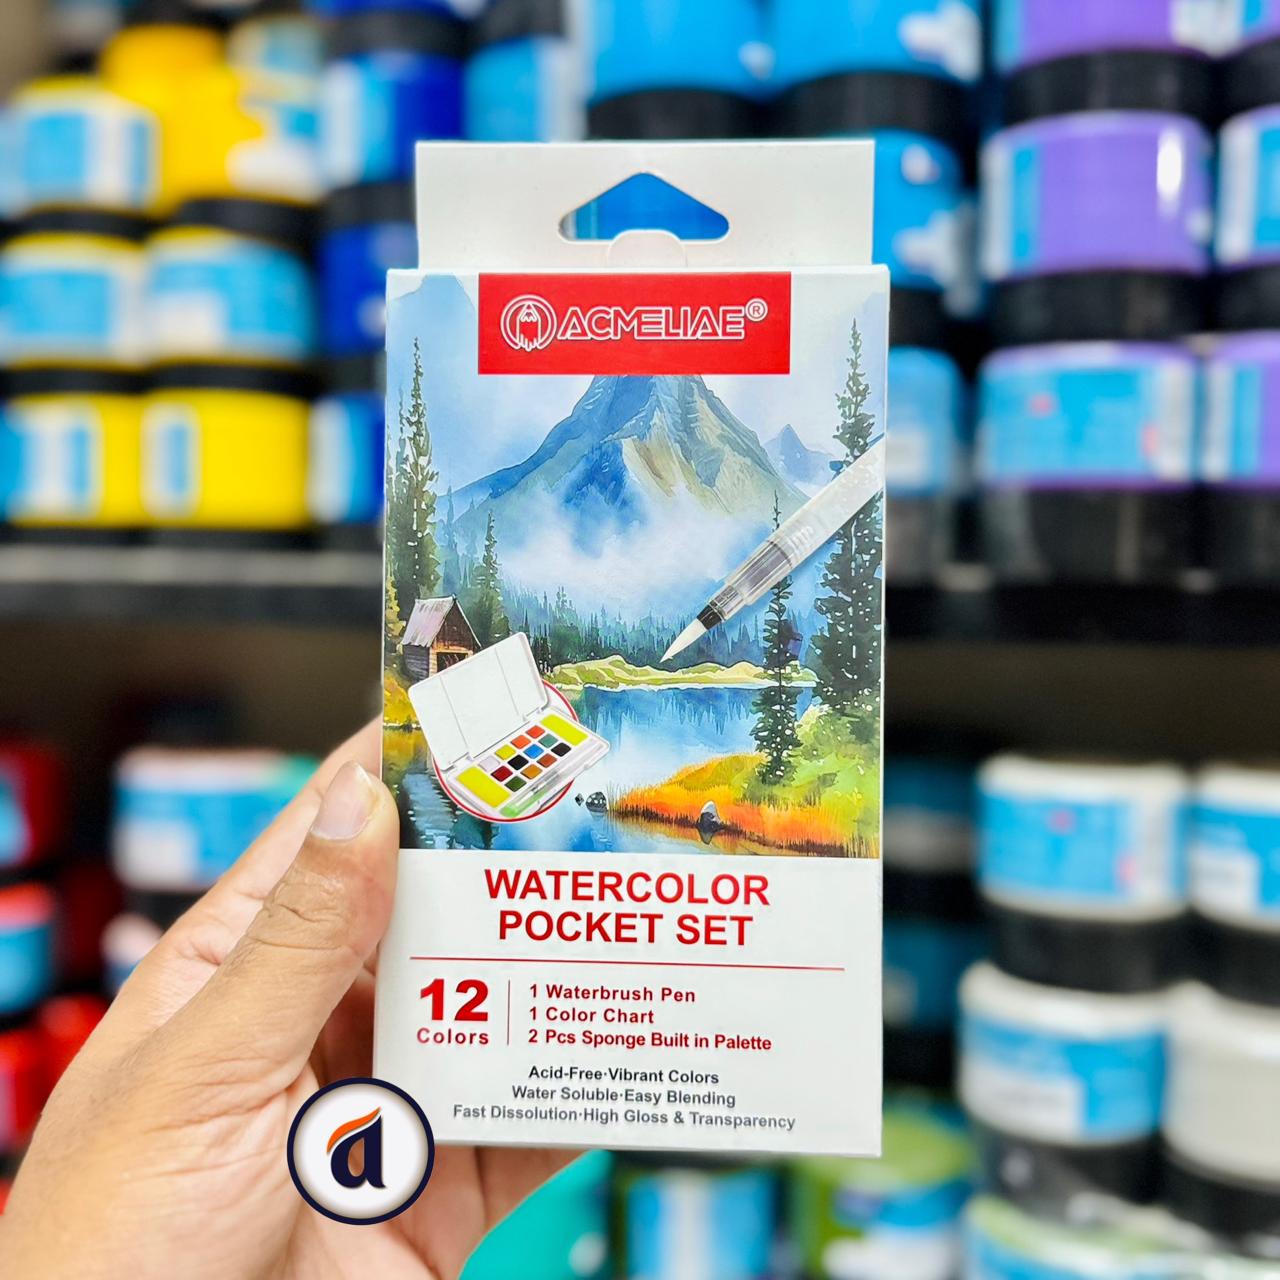 ACMELIAE®
WATERCOLOR
POCKET SET
12
Colors
1 Waterbrush Pen
1 Color Chart
2 Pcs Sponge Built in Palette
Acid-Free·Vibrant Colors
Water Soluble·Easy Blending
Fast Dissolution·High Gloss & Transparency
a